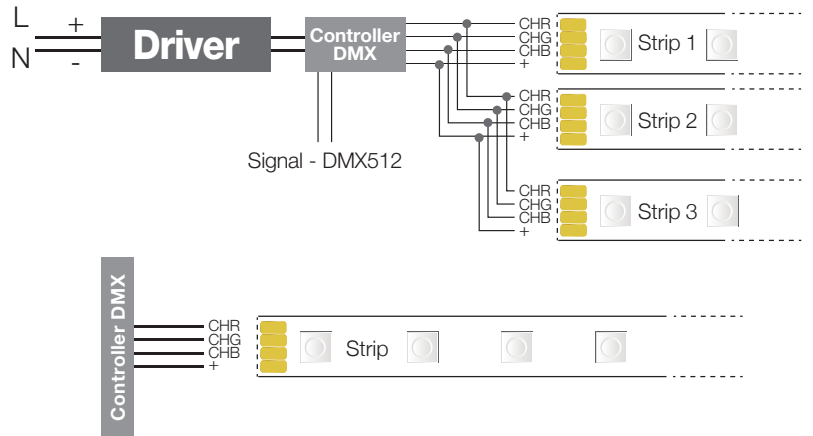 L
N
+
-
Driver
Controller
DMX
Signal - DMX512
CHR
CHG
CHB
+
Strip 1
CHR
CHG
CHB
+
Strip 2
CHR
CHG
CHB
+
Strip 3
Controller DMX
CHR
CHG
CHB
+
Strip